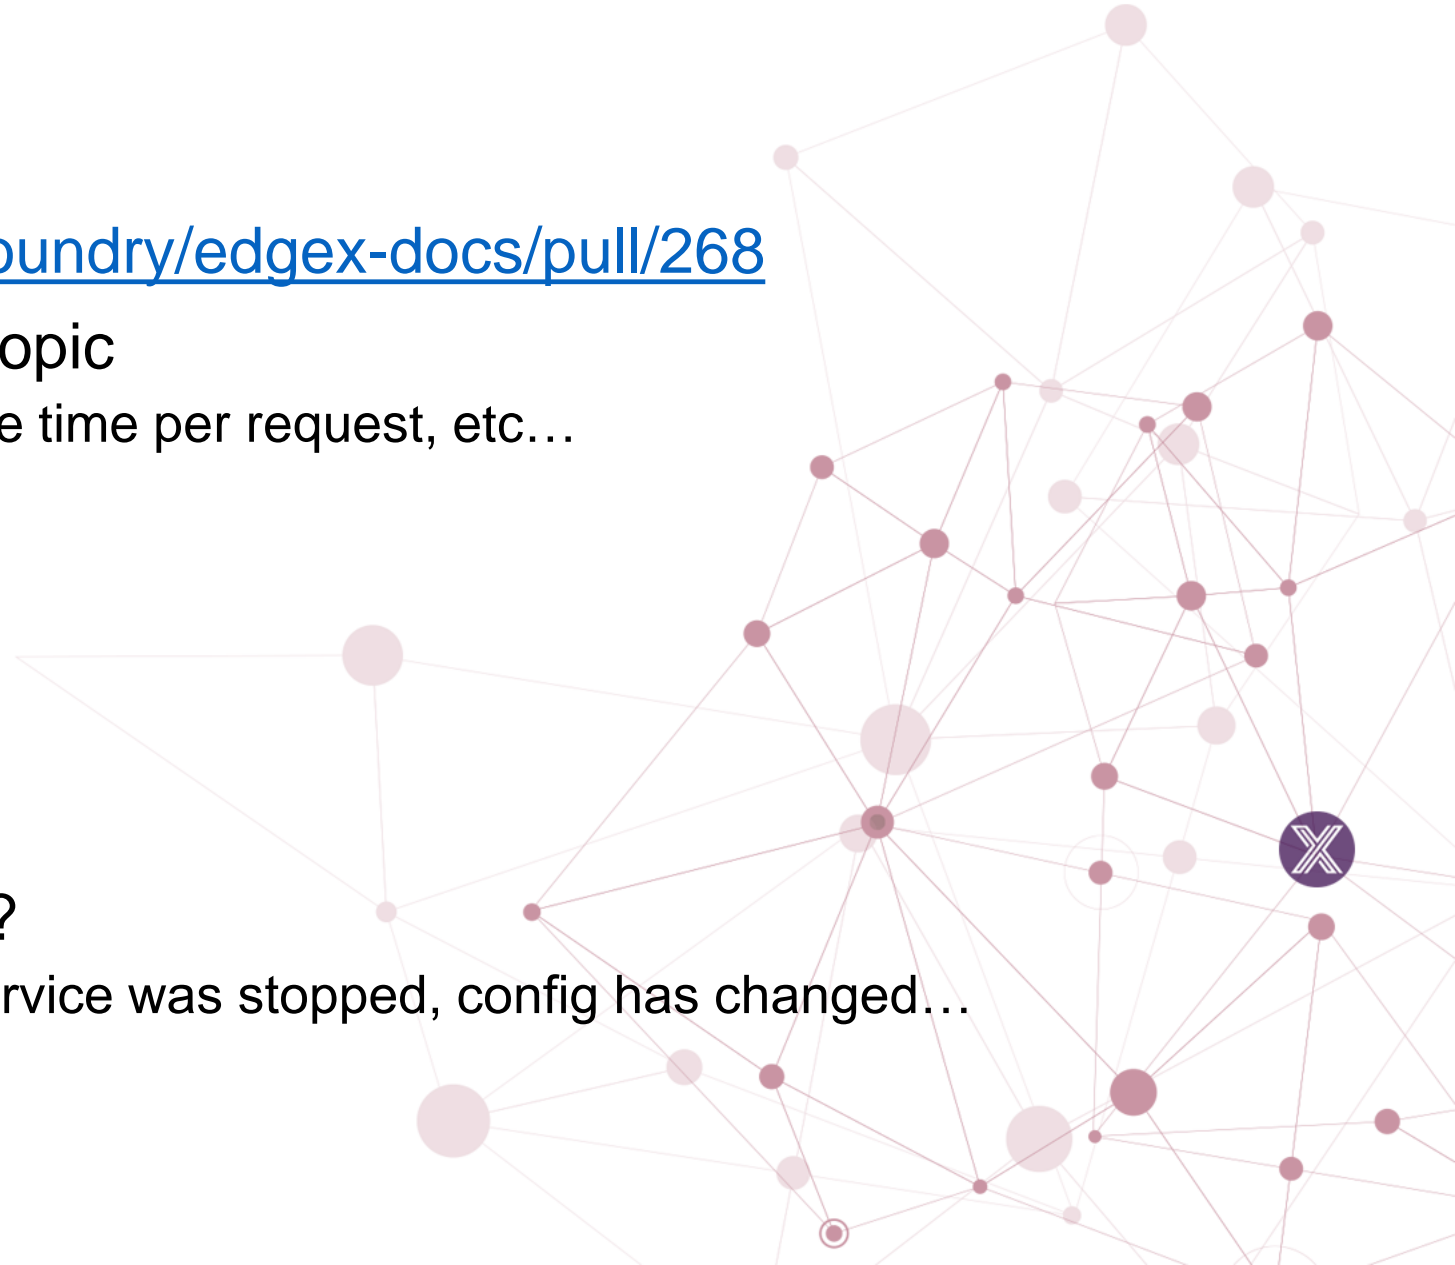 oundry/edgex-docs/pull/268
opic
e time per request, etc…
?
rvice was stopped, config has changed…